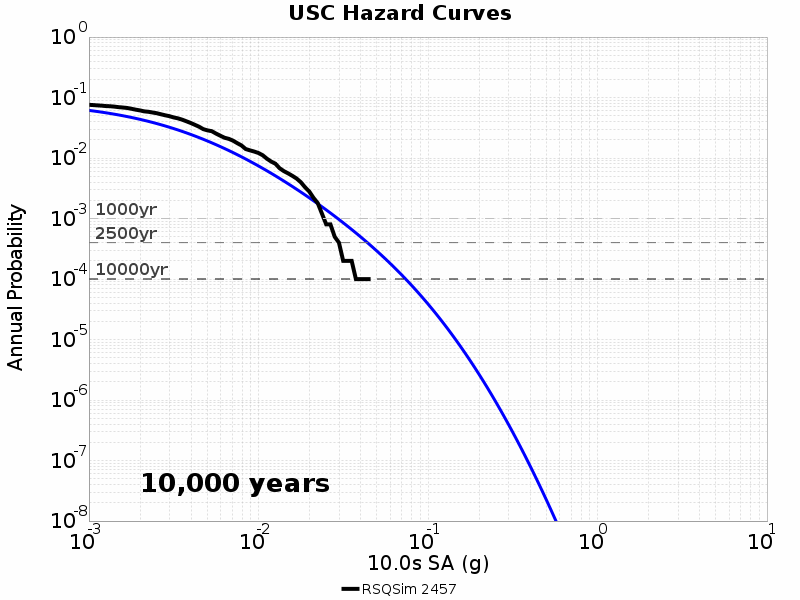 USC Hazard Curves
Annual Probability
10^0
10^-1
10^-2
10^-3
10^-4
10^-5
10^-6
10^-7
10^-8
1000yr
2500yr
10000yr
10,000 years
10^-3 10^-2 10^-1 10^0 10^1
10.0s SA (g)
RSQSim 2457